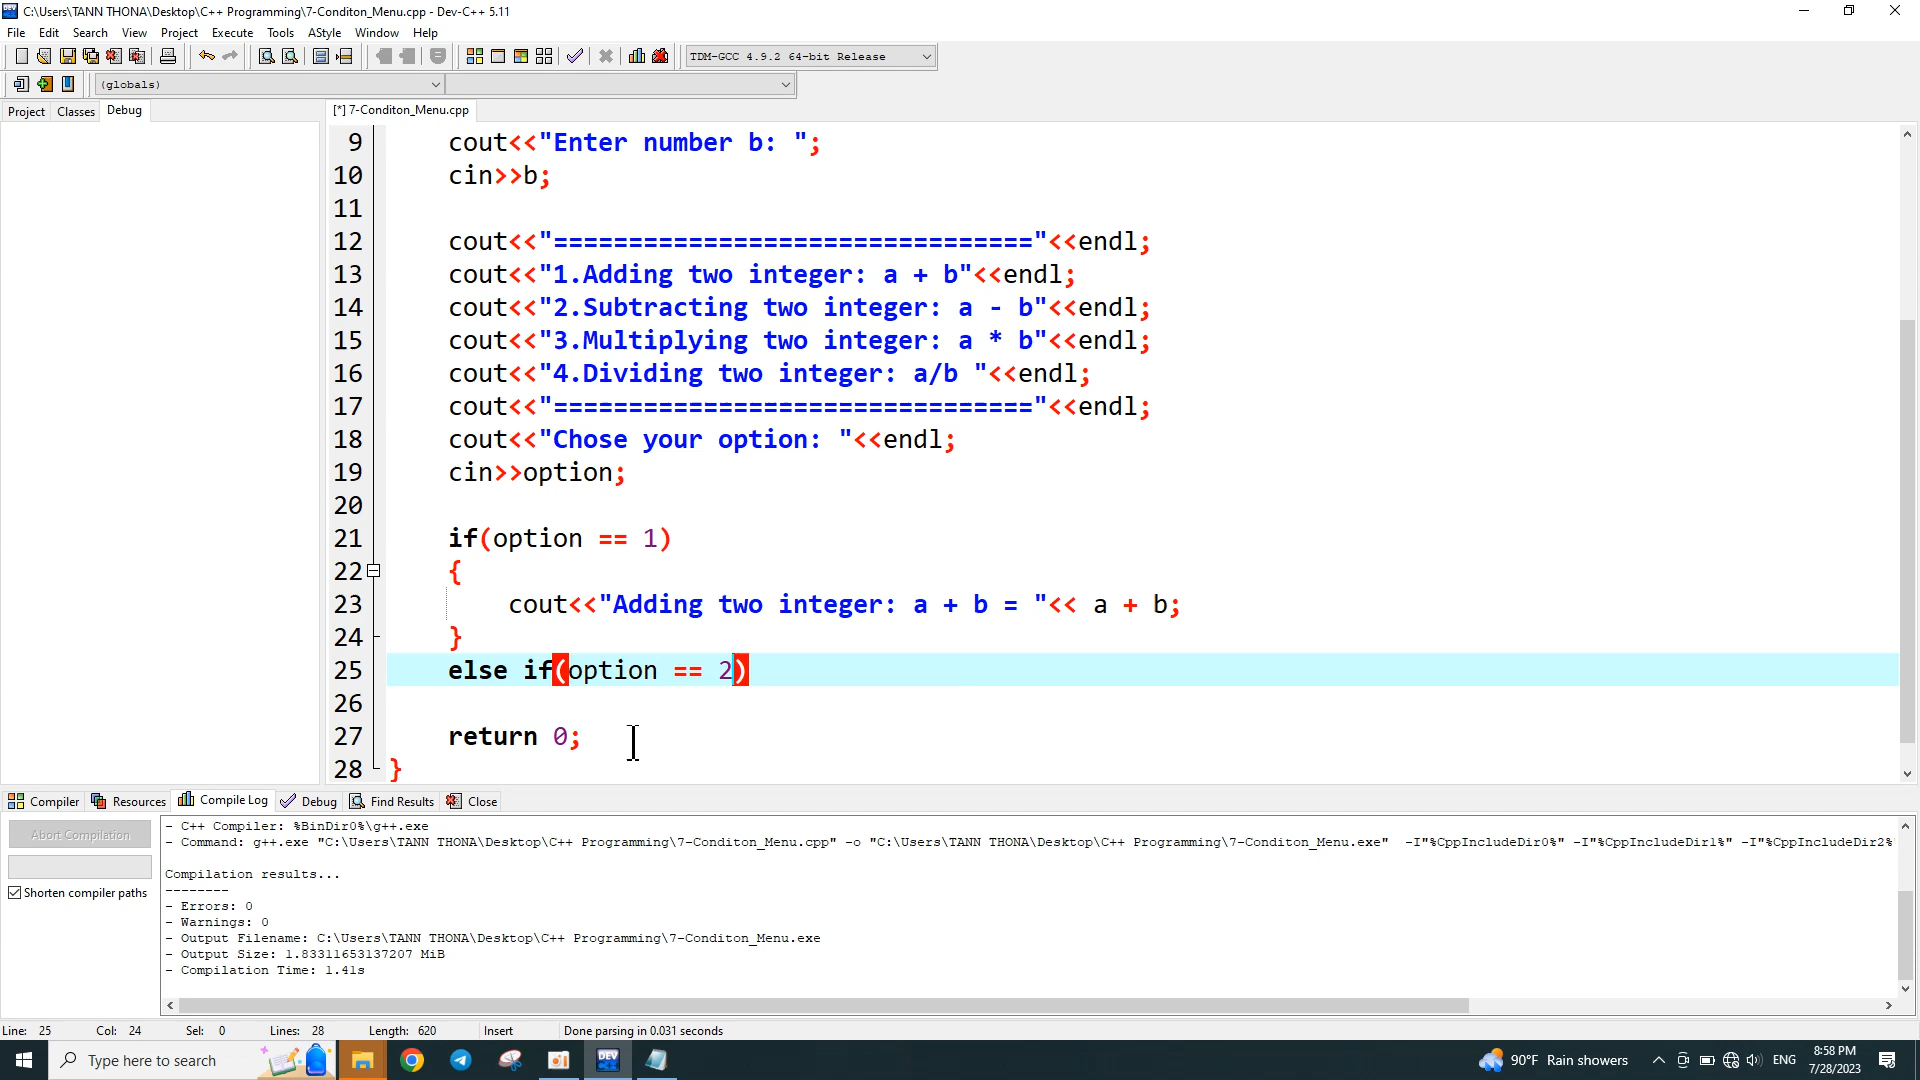 C:\Users\TANN THONA\Desktop\C++ Programming\7-Conditon_Menu.cpp - Dev-C++ 5.11
File Edit Search View Project Execute Tools AStyle Window Help
TDM-GCC 4.9.2 64-bit Release
(globals)
Project Classes Debug
[*] 7-Conditon_Menu.cpp
9 cout<<"Enter number b: ";
10 cin>>b;
11
12 cout<<"================================"<<endl;
13 cout<<"1.Adding two integer: a + b"<<endl;
14 cout<<"2.Subtracting two integer: a - b"<<endl;
15 cout<<"3.Multiplying two integer: a * b"<<endl;
16 cout<<"4.Dividing two integer: a/b "<<endl;
17 cout<<"================================"<<endl;
18 cout<<"Chose your option: "<<endl;
19 cin>>option;
20
21 if(option == 1)
22 {
23 cout<<"Adding two integer: a + b = "<< a + b;
24 }
25 else if(option == 2)
26
27 return 0;
28 }
Compiler Resources Compile Log Debug Find Results Close
Abort Compilation
Shorten compiler paths
- C++ Compiler: %BinDir0%\g++.exe
- Command: g++.exe "C:\Users\TANN THONA\Desktop\C++ Programming\7-Conditon_Menu.cpp" -o "C:\Users\TANN THONA\Desktop\C++ Programming\7-Conditon_Menu.exe" -I"%CppIncludeDir0%" -I"%CppIncludeDir1%" -I"%CppIncludeDir2%"
Compilation results...
--------
- Errors: 0
- Warnings: 0
- Output Filename: C:\Users\TANN THONA\Desktop\C++ Programming\7-Conditon_Menu.exe
- Output Size: 1.83311653137207 MiB
- Compilation Time: 1.41s
Line: 25 Col: 24 Sel: 0 Lines: 28 Length: 620 Insert Done parsing in 0.031 seconds
Type here to search
DEV
90°F Rain showers
ENG
8:58 PM
7/28/2023